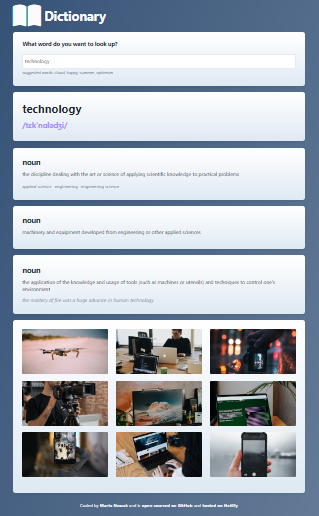 Dictionary
What word do you want to look up?
technology
suggested words: cloud, happy, summer, optimism
technology
/tɛkˈnɑlədʒi/
noun
the discipline dealing with the art or science of applying scientific knowledge to practical problems
applied science engineering engineering science
noun
machinery and equipment developed from engineering or other applied sciences
noun
the application of the knowledge and usage of tools (such as machines or utensils) and techniques to control one's
environment
the mastery of fire was a huge advance in human technology
Coded by Marta Nowak and is open sourced on GitHub and hosted on Netlify